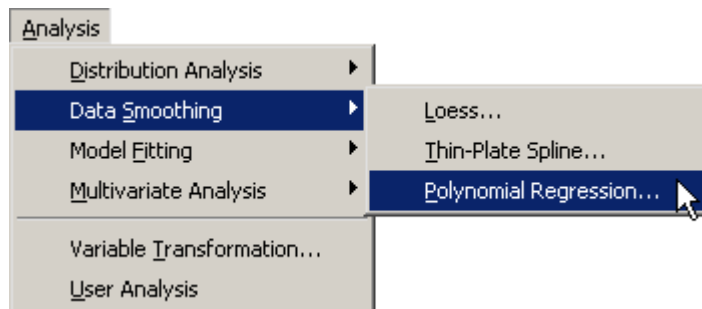 Analysis
Distribution Analysis
Data Smoothing
Model Fitting
Multivariate Analysis
Variable Transformation...
User Analysis
Loess...
Thin-Plate Spline...
Polynomial Regression...